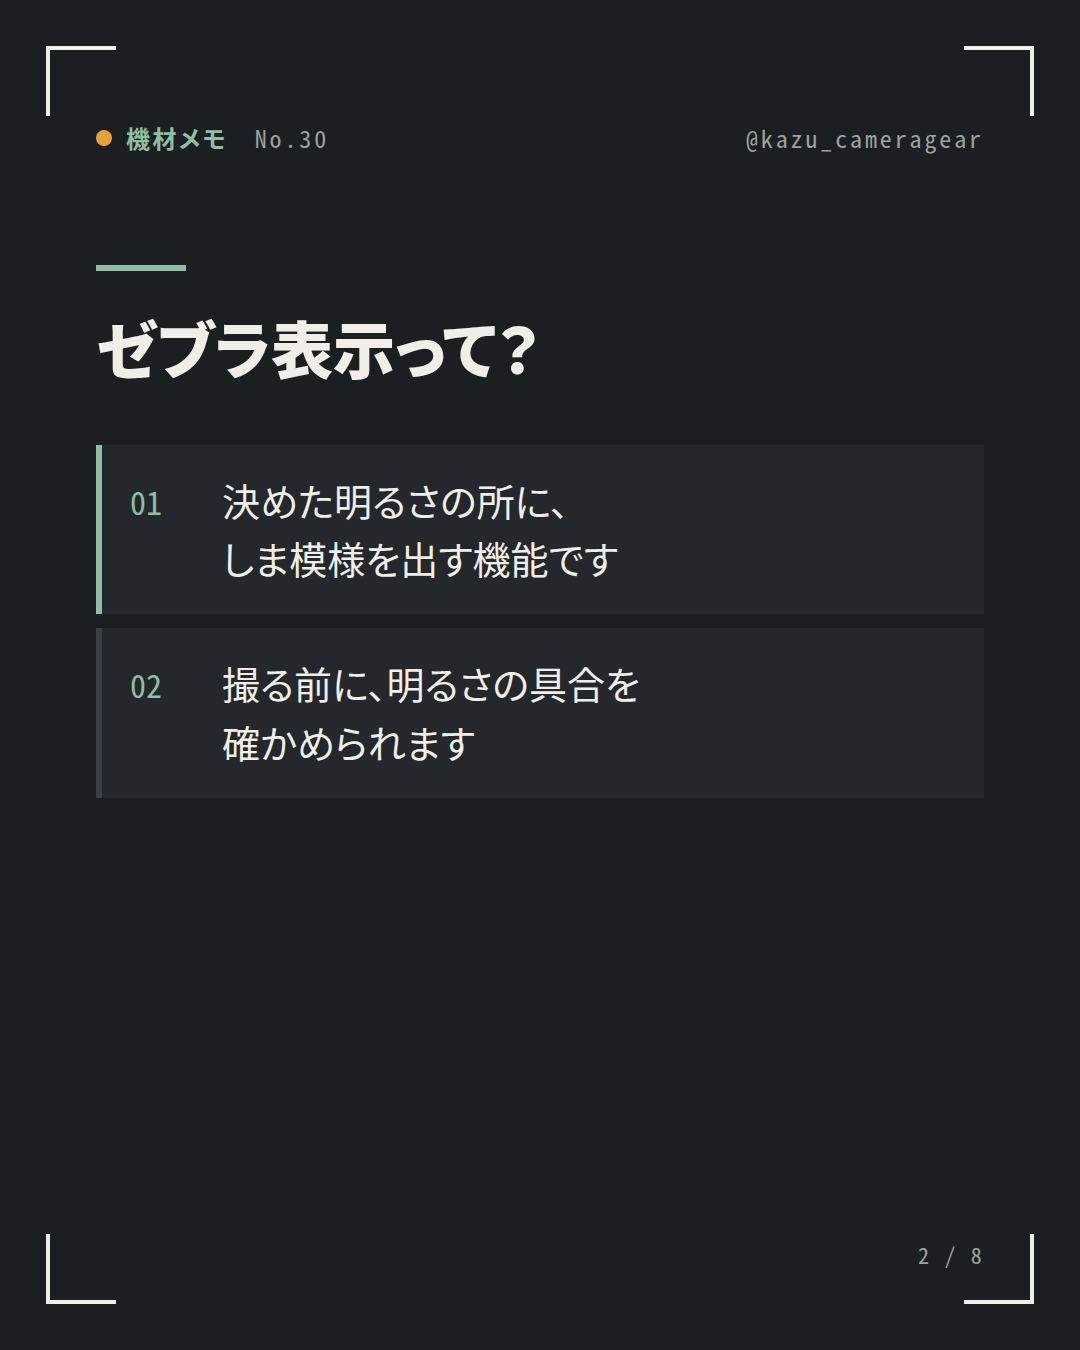 機材メモ No.30 @kazu_cameragear
ゼブラ表示って？
01 決めた明るさの所に、
しま模様を出す機能です
02 撮る前に、明るさの具合を
確かめられます
2 / 8